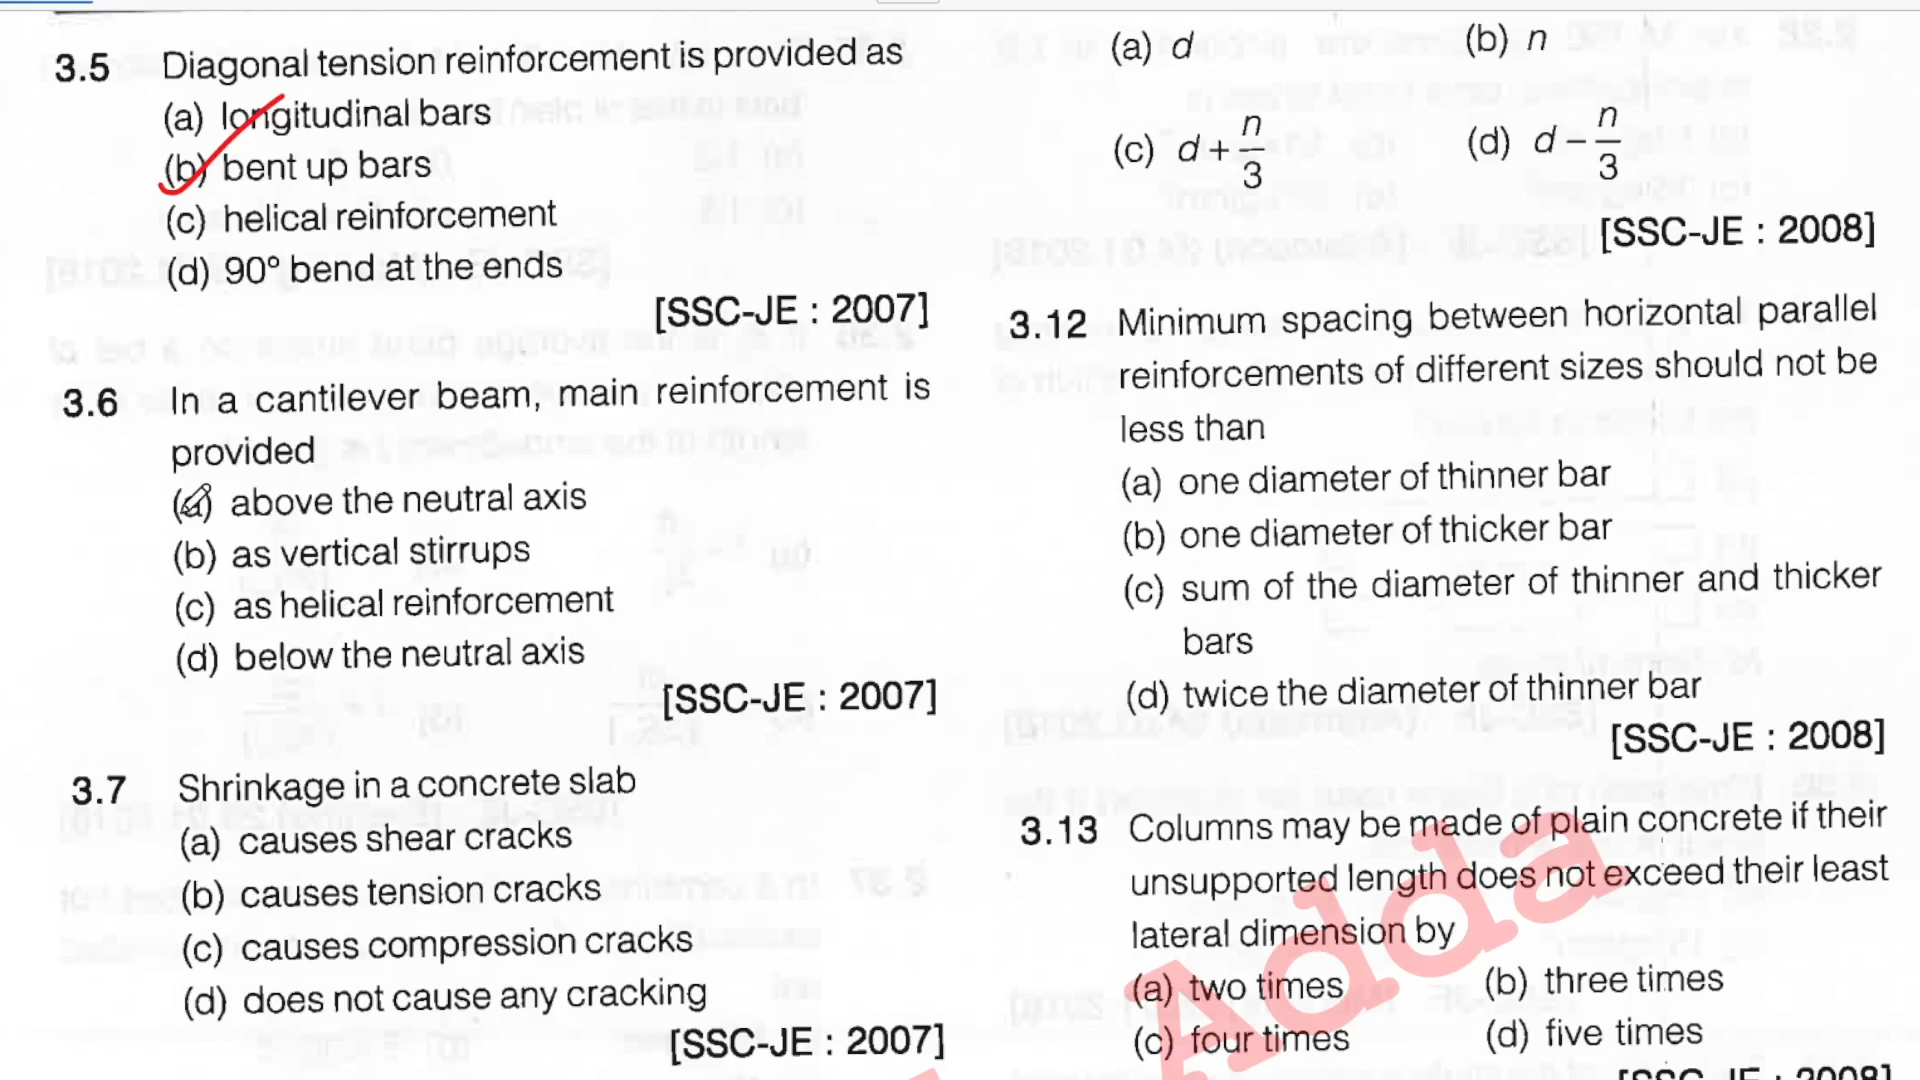 3.5 Diagonal tension reinforcement is provided as
(a) longitudinal bars
(b) bent up bars
(c) helical reinforcement
(d) 90° bend at the ends
[SSC-JE : 2007]
3.6 In a cantilever beam, main reinforcement is
provided
(a) above the neutral axis
(b) as vertical stirrups
(c) as helical reinforcement
(d) below the neutral axis
[SSC-JE : 2007]
3.7 Shrinkage in a concrete slab
(a) causes shear cracks
(b) causes tension cracks
(c) causes compression cracks
(d) does not cause any cracking
[SSC-JE : 2007]
(a) d (b) n
(c) d + n/3 (d) d − n/3
[SSC-JE : 2008]
3.12 Minimum spacing between horizontal parallel
reinforcements of different sizes should not be
less than
(a) one diameter of thinner bar
(b) one diameter of thicker bar
(c) sum of the diameter of thinner and thicker
bars
(d) twice the diameter of thinner bar
[SSC-JE : 2008]
3.13 Columns may be made of plain concrete if their
unsupported length does not exceed their least
lateral dimension by
(a) two times (b) three times
(c) four times (d) five times
[SSC-JE : 2008]
Adda